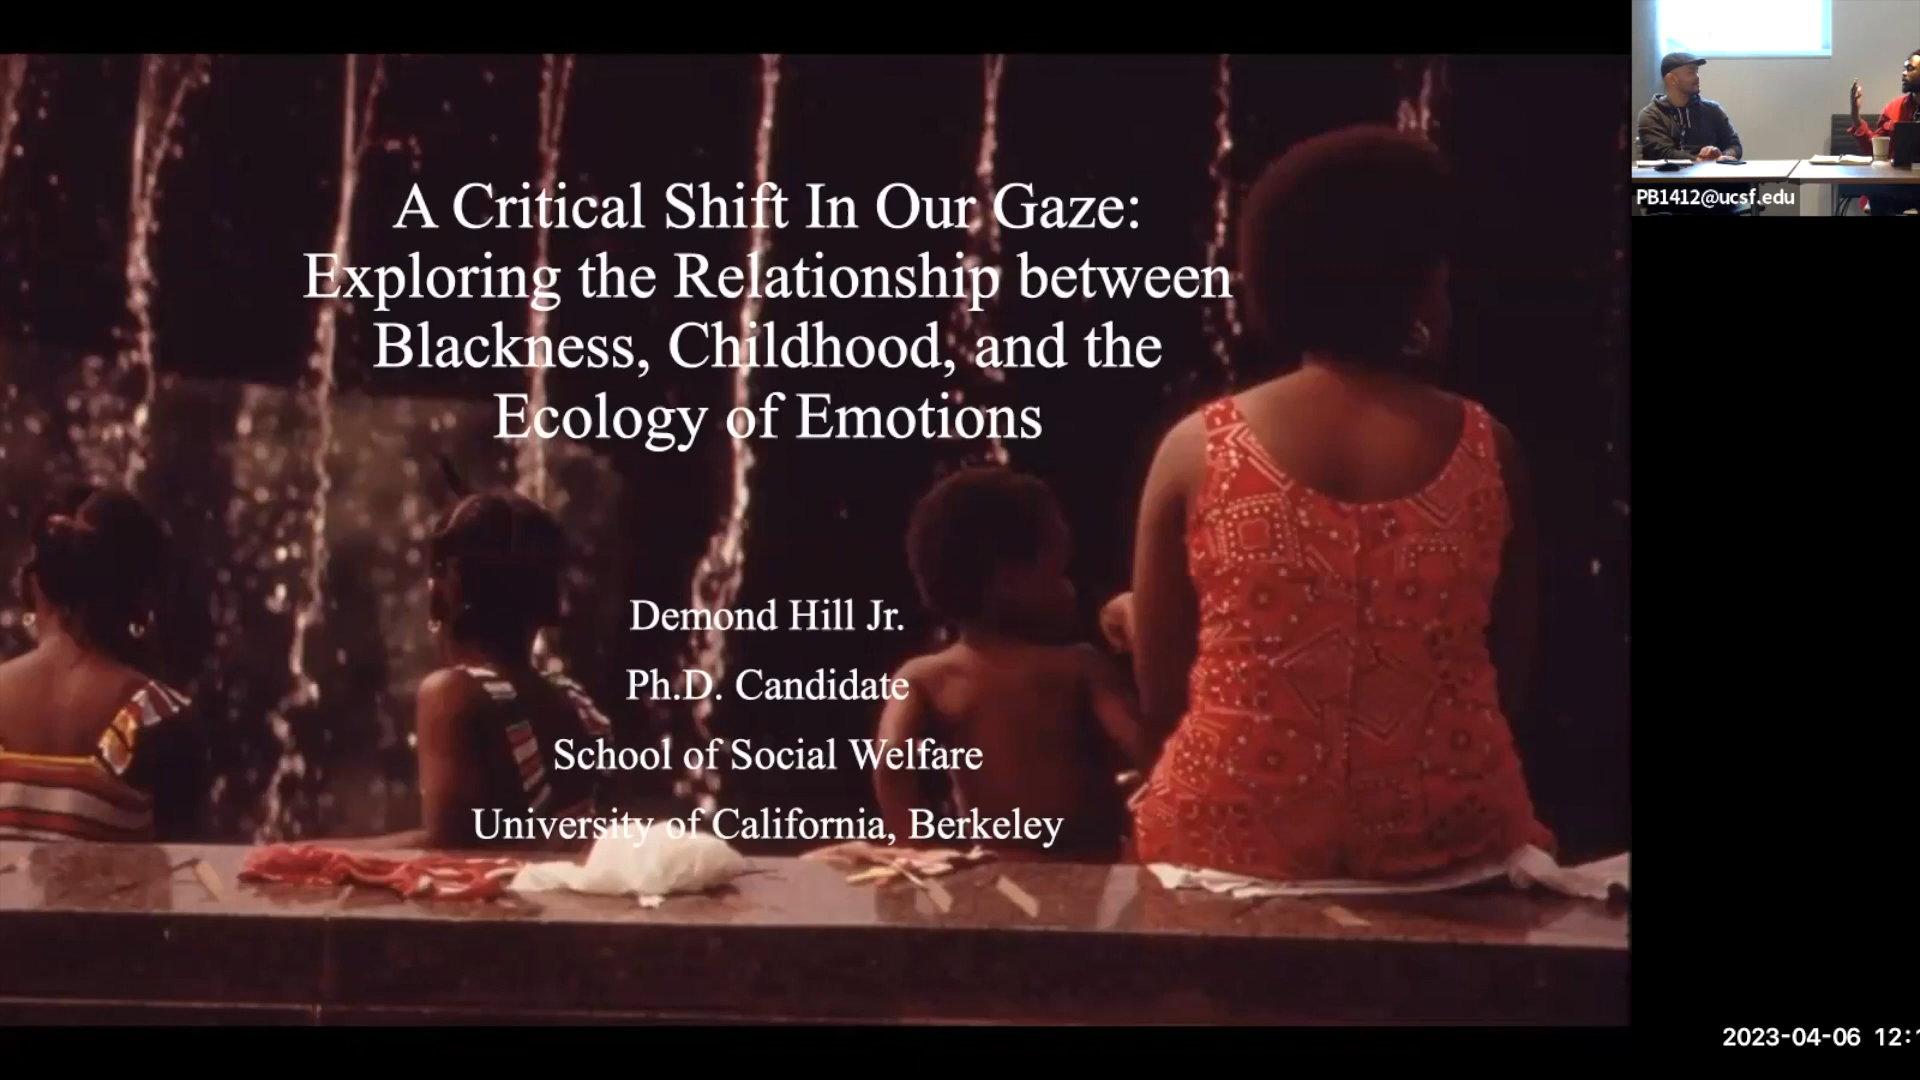 A Critical Shift In Our Gaze:
Exploring the Relationship between
Blackness, Childhood, and the
Ecology of Emotions
Demond Hill Jr.
Ph.D. Candidate
School of Social Welfare
University of California, Berkeley
PB1412@ucsf.edu
2023-04-06 12: